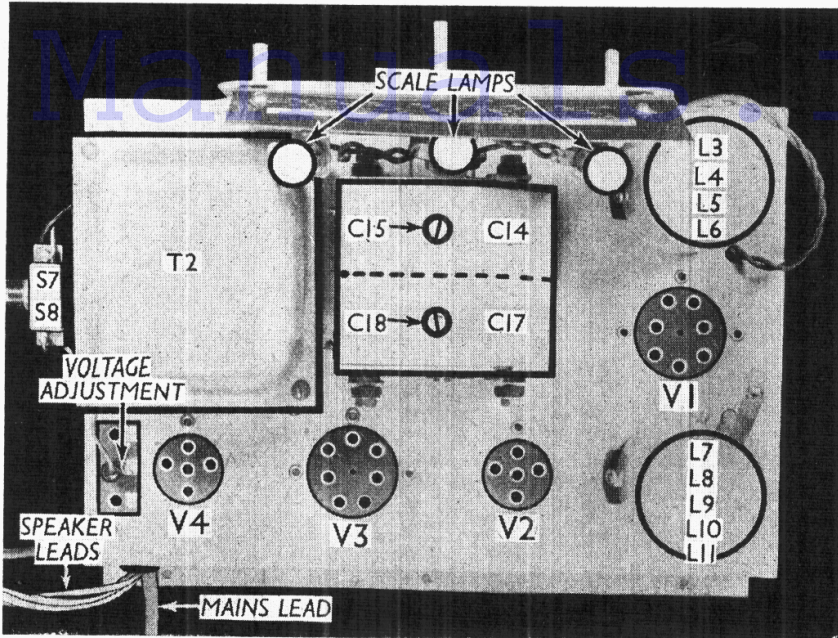 Manuals.
SCALE LAMPS
L3
L4
L5
L6
C15
C14
T2
S7
S8
C18
C17
VOLTAGE
ADJUSTMENT
V1
L7
L8
L9
L10
L11
V4
V3
V2
SPEAKER
LEADS
MAINS LEAD